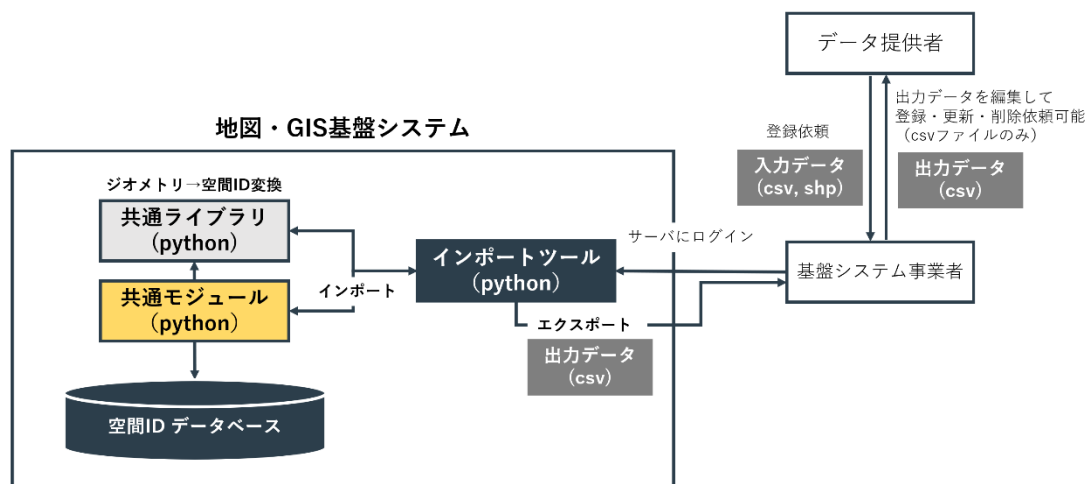 データ提供者
出力データを編集して
登録・更新・削除依頼可能
（csvファイルのみ）
登録依頼
入力データ
(csv, shp)
出力データ
(csv)
地図・GIS基盤システム
ジオメトリ→空間ID変換
共通ライブラリ
(python)
サーバにログイン
インポートツール
(python)
基盤システム事業者
インポート
共通モジュール
(python)
エクスポート
出力データ
(csv)
空間ID データベース